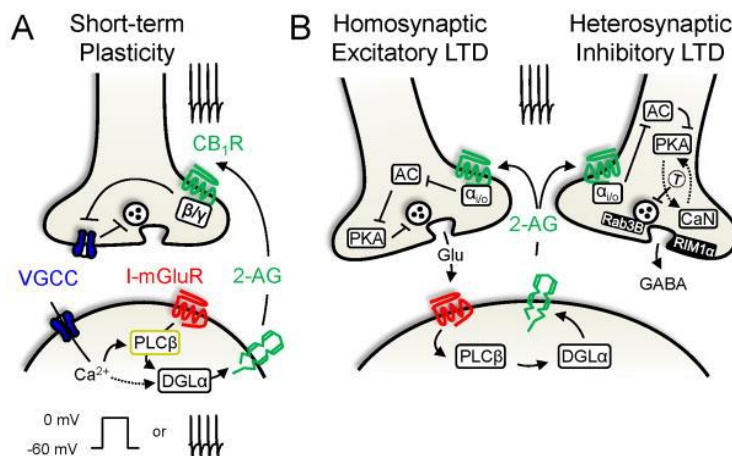 A
Short-term
Plasticity
CB₁R
β/γ
VGCC
I-mGluR
2-AG
PLCβ
Ca²⁺
DGLα
0 mV
-60 mV
or
B
Homosynaptic
Excitatory LTD
Heterosynaptic
Inhibitory LTD
AC
αi/o
PKA
Glu
2-AG
AC
PKA
αi/o
T
CaN
Rab3B
RIM1α
GABA
PLCβ
DGLα